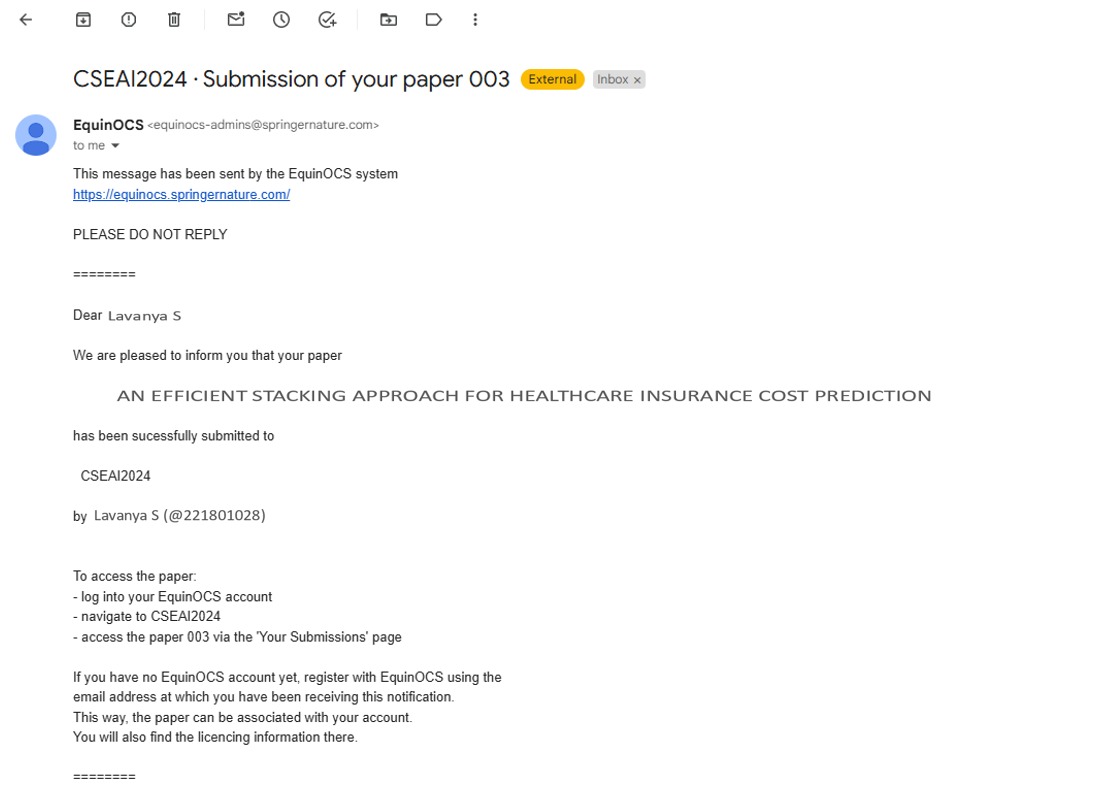 CSEAI2024 · Submission of your paper 003 External Inbox ×
EquinOCS <equinocs-admins@springernature.com>
to me
This message has been sent by the EquinOCS system
https://equinocs.springernature.com/
PLEASE DO NOT REPLY
========
Dear Lavanya S
We are pleased to inform you that your paper
AN EFFICIENT STACKING APPROACH FOR HEALTHCARE INSURANCE COST PREDICTION
has been sucessfully submitted to
CSEAI2024
by Lavanya S (@221801028)
To access the paper:
- log into your EquinOCS account
- navigate to CSEAI2024
- access the paper 003 via the 'Your Submissions' page
If you have no EquinOCS account yet, register with EquinOCS using the
email address at which you have been receiving this notification.
This way, the paper can be associated with your account.
You will also find the licencing information there.
========